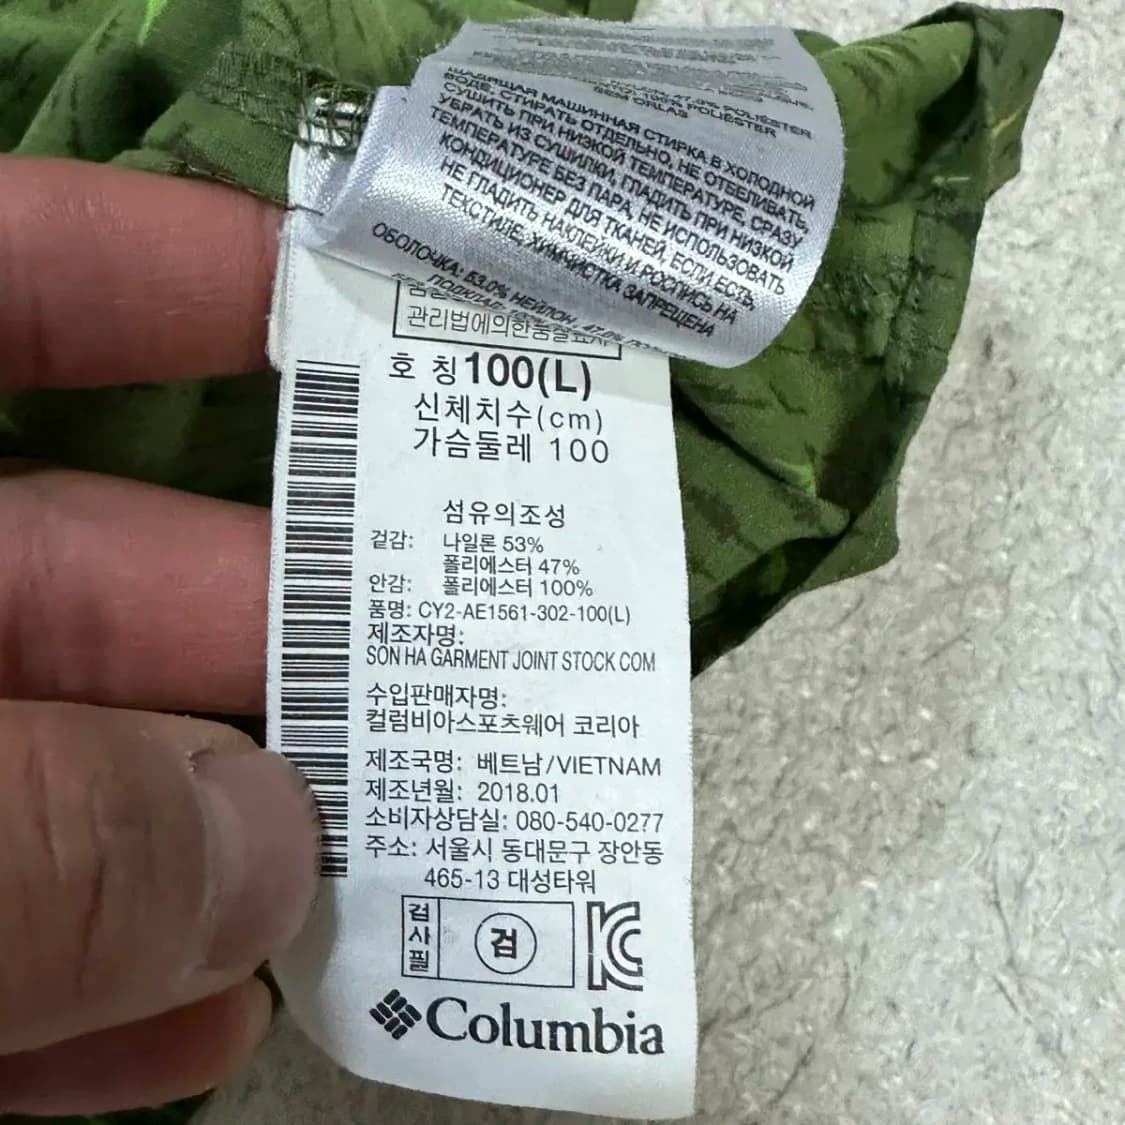 47.0% POLIÉSTER
100% POLIÉSTER
SEM ORLAS
ЩАДЯЩАЯ МАШИННАЯ СТИРКА В ХОЛОДНОЙ
ВОДЕ, СТИРАТЬ ОТДЕЛЬНО, НЕ ОТБЕЛИВАТЬ,
СУШИТЬ ПРИ НИЗКОЙ ТЕМПЕРАТУРЕ, СРАЗУ
УБРАТЬ ИЗ СУШИЛКИ, ГЛАДИТЬ ПРИ НИЗКОЙ
ТЕМПЕРАТУРЕ БЕЗ ПАРА, НЕ ИСПОЛЬЗОВАТЬ
КОНДИЦИОНЕР ДЛЯ ТКАНЕЙ, ЕСЛИ ЕСТЬ,
НЕ ГЛАДИТЬ НАКЛЕЙКИ И РОСПИСЬ НА
ТЕКСТИЛЕ, ХИМЧИСТКА ЗАПРЕЩЕНА
ОБОЛОЧКА: 53.0% НЕЙЛОН, 47.0%
관리법에의한품질표시
호 칭 100(L)
신체치수(cm)
가슴둘레 100
섬유의조성
겉감: 나일론 53%
폴리에스터 47%
안감: 폴리에스터 100%
품명: CY2-AE1561-302-100(L)
제조자명:
SON HA GARMENT JOINT STOCK COM
수입판매자명:
컬럼비아스포츠웨어 코리아
제조국명: 베트남/VIETNAM
제조년월: 2018.01
소비자상담실: 080-540-0277
주소: 서울시 동대문구 장안동
465-13 대성타워
검사필 검 KC
Columbia